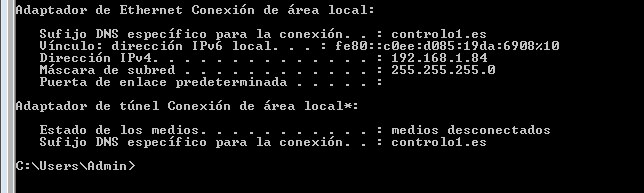 Adaptador de Ethernet Conexión de área local:
Sufijo DNS específico para la conexión. . : controlo1.es
Vínculo: dirección IPv6 local. . . : fe80::c0ee:d085:19da:6908%10
Dirección IPv4. . . . . . . . . . . . . . : 192.168.1.84
Máscara de subred . . . . . . . . . . . . : 255.255.255.0
Puerta de enlace predeterminada . . . . . :
Adaptador de túnel Conexión de área local*:
Estado de los medios. . . . . . . . . . . : medios desconectados
Sufijo DNS específico para la conexión. . : controlo1.es
C:\Users\Admin>